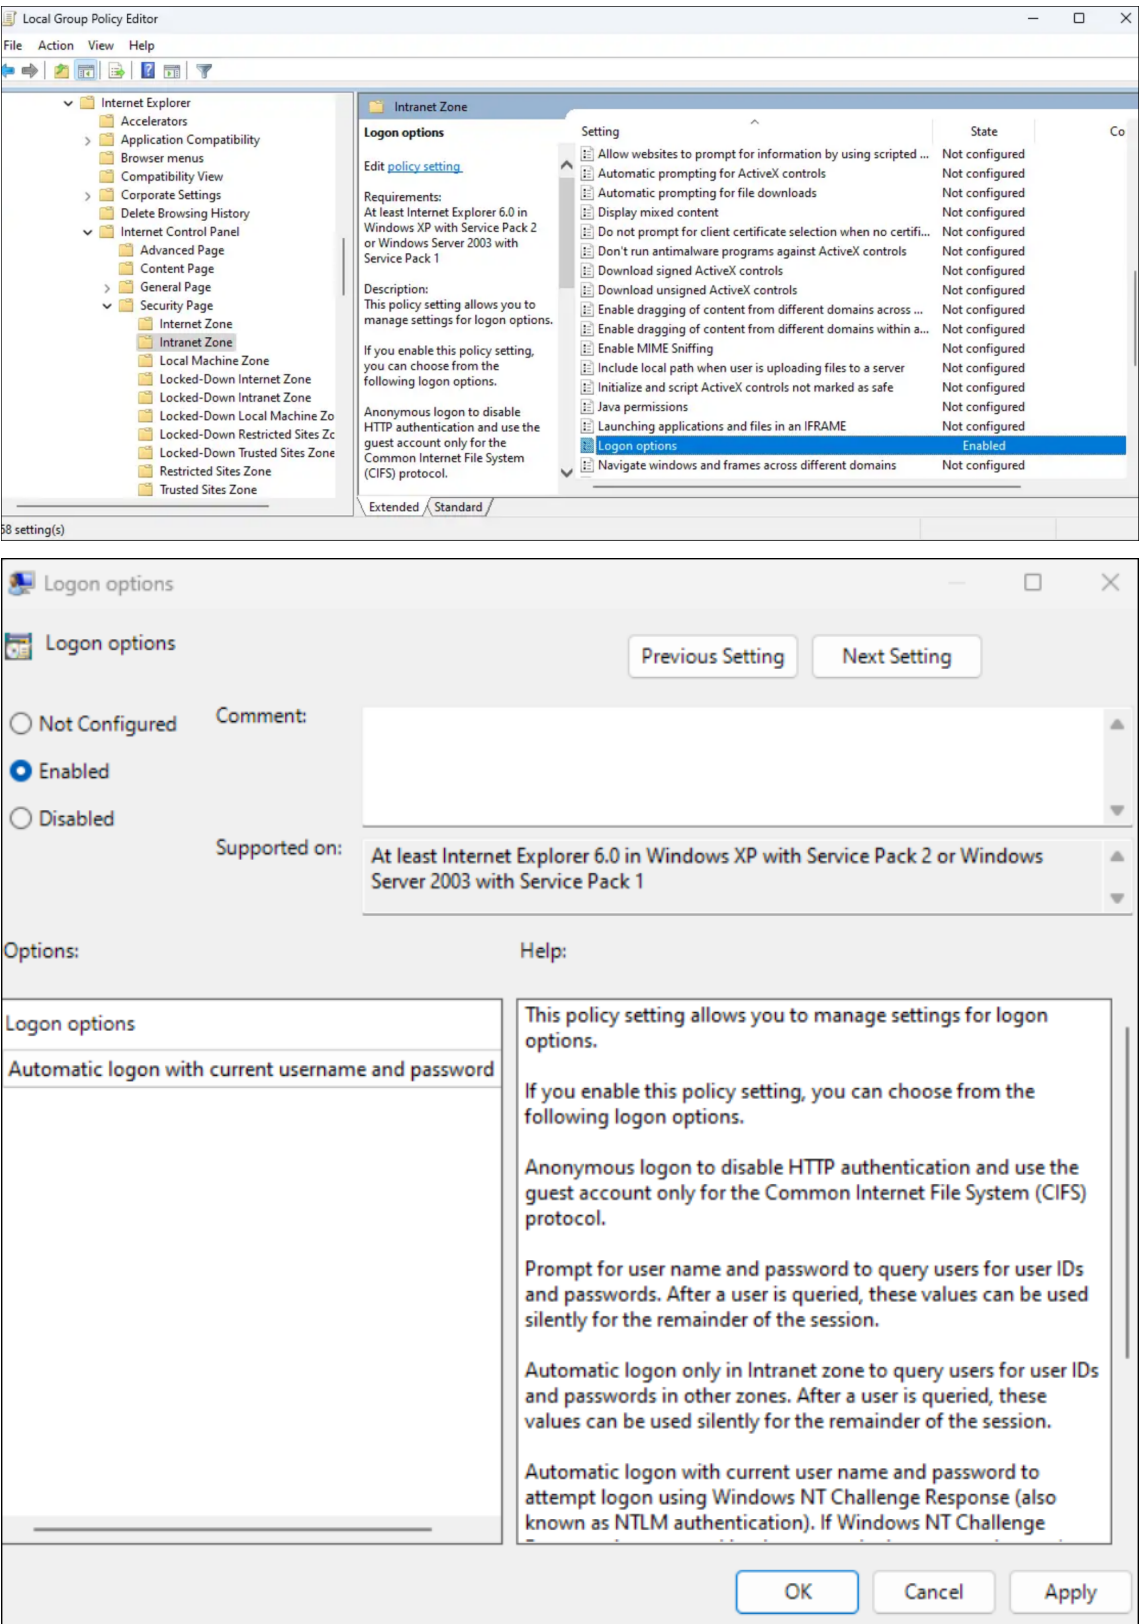 Local Group Policy Editor
File Action View Help
Internet Explorer
Accelerators
Application Compatibility
Browser menus
Compatibility View
Corporate Settings
Delete Browsing History
Internet Control Panel
Advanced Page
Content Page
General Page
Security Page
Internet Zone
Intranet Zone
Local Machine Zone
Locked-Down Internet Zone
Locked-Down Intranet Zone
Locked-Down Local Machine Zo
Locked-Down Restricted Sites Zc
Locked-Down Trusted Sites Zone
Restricted Sites Zone
Trusted Sites Zone
Intranet Zone
Logon options
Edit policy setting
Requirements:
At least Internet Explorer 6.0 in
Windows XP with Service Pack 2
or Windows Server 2003 with
Service Pack 1
Description:
This policy setting allows you to
manage settings for logon options.
If you enable this policy setting,
you can choose from the
following logon options.
Anonymous logon to disable
HTTP authentication and use the
guest account only for the
Common Internet File System
(CIFS) protocol.
Setting State Co
Allow websites to prompt for information by using scripted ... Not configured
Automatic prompting for ActiveX controls Not configured
Automatic prompting for file downloads Not configured
Display mixed content Not configured
Do not prompt for client certificate selection when no certifi... Not configured
Don't run antimalware programs against ActiveX controls Not configured
Download signed ActiveX controls Not configured
Download unsigned ActiveX controls Not configured
Enable dragging of content from different domains across ... Not configured
Enable dragging of content from different domains within a... Not configured
Enable MIME Sniffing Not configured
Include local path when user is uploading files to a server Not configured
Initialize and script ActiveX controls not marked as safe Not configured
Java permissions Not configured
Launching applications and files in an IFRAME Not configured
Logon options Enabled
Navigate windows and frames across different domains Not configured
Extended Standard
58 setting(s)
Logon options
Logon options
Previous Setting Next Setting
Not Configured
Enabled
Disabled
Comment:
Supported on:
At least Internet Explorer 6.0 in Windows XP with Service Pack 2 or Windows
Server 2003 with Service Pack 1
Options:
Help:
Logon options
Automatic logon with current username and password
This policy setting allows you to manage settings for logon
options.
If you enable this policy setting, you can choose from the
following logon options.
Anonymous logon to disable HTTP authentication and use the
guest account only for the Common Internet File System (CIFS)
protocol.
Prompt for user name and password to query users for user IDs
and passwords. After a user is queried, these values can be used
silently for the remainder of the session.
Automatic logon only in Intranet zone to query users for user IDs
and passwords in other zones. After a user is queried, these
values can be used silently for the remainder of the session.
Automatic logon with current user name and password to
attempt logon using Windows NT Challenge Response (also
known as NTLM authentication). If Windows NT Challenge
OK Cancel Apply